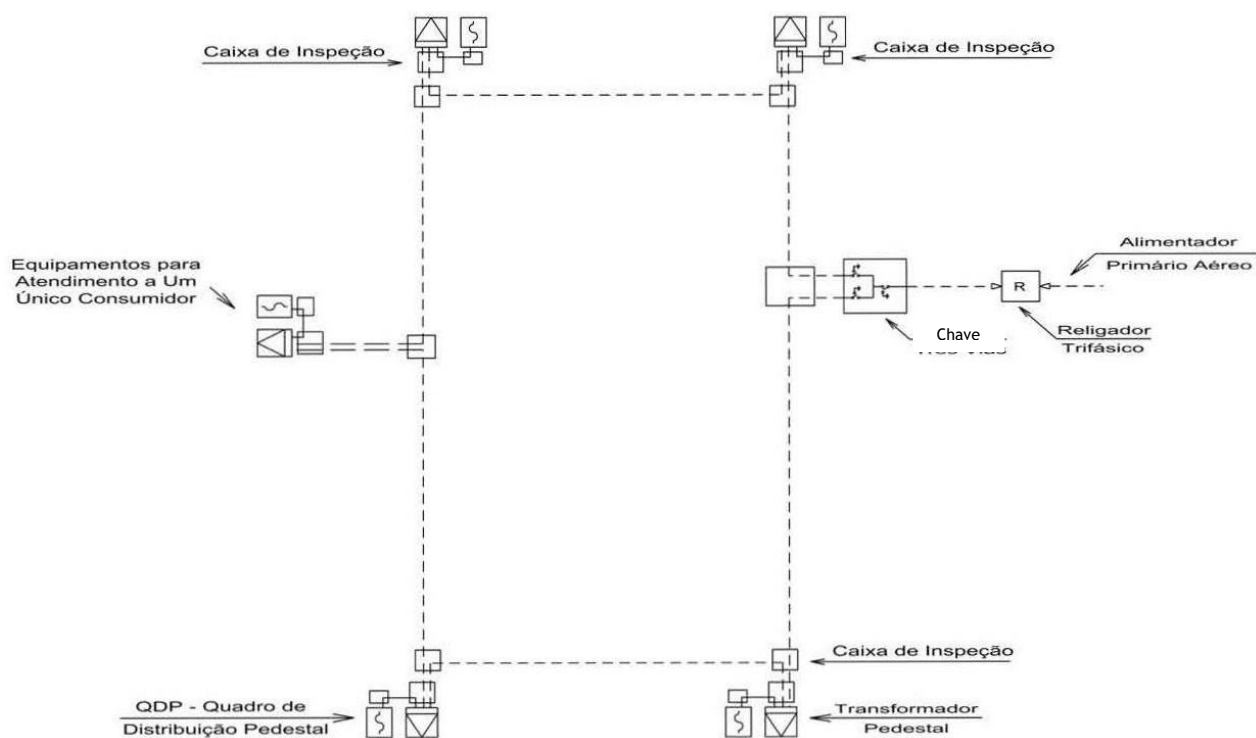 Caixa de Inspeção
Caixa de Inspeção
Equipamentos para
Atendimento a Um
Único Consumidor
Alimentador
Primário Aéreo
R
Chave
Religador
Trifásico
Caixa de Inspeção
QDP - Quadro de
Distribuição Pedestal
Transformador
Pedestal